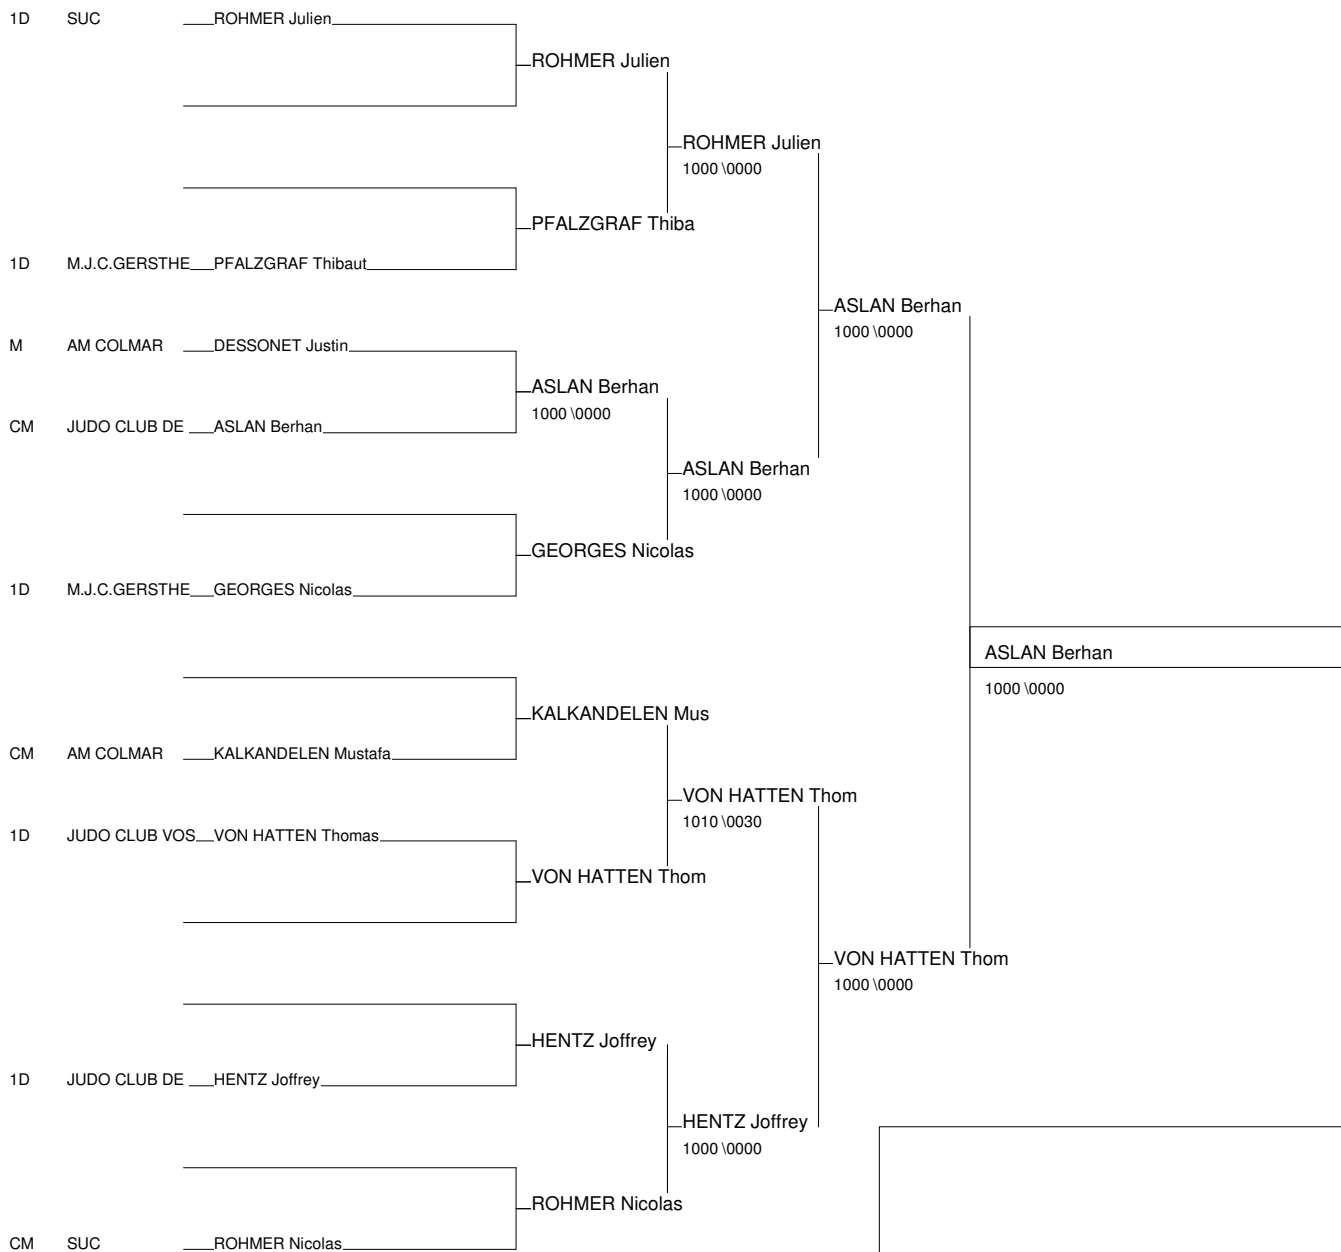 1D SUC ROHMER Julien
ROHMER Julien
ROHMER Julien
1000 \0000
PFALZGRAF Thiba
1D M.J.C.GERSTHE PFALZGRAF Thibaut
ASLAN Berhan
1000 \0000
M AM COLMAR DESSONET Justin
ASLAN Berhan
1000 \0000
CM JUDO CLUB DE ASLAN Berhan
ASLAN Berhan
1000 \0000
GEORGES Nicolas
1D M.J.C.GERSTHE GEORGES Nicolas
ASLAN Berhan
1000 \0000
KALKANDELEN Mus
CM AM COLMAR KALKANDELEN Mustafa
VON HATTEN Thom
1010 \0030
1D JUDO CLUB VOS VON HATTEN Thomas
VON HATTEN Thom
VON HATTEN Thom
1000 \0000
HENTZ Joffrey
1D JUDO CLUB DE HENTZ Joffrey
HENTZ Joffrey
1000 \0000
ROHMER Nicolas
CM SUC ROHMER Nicolas